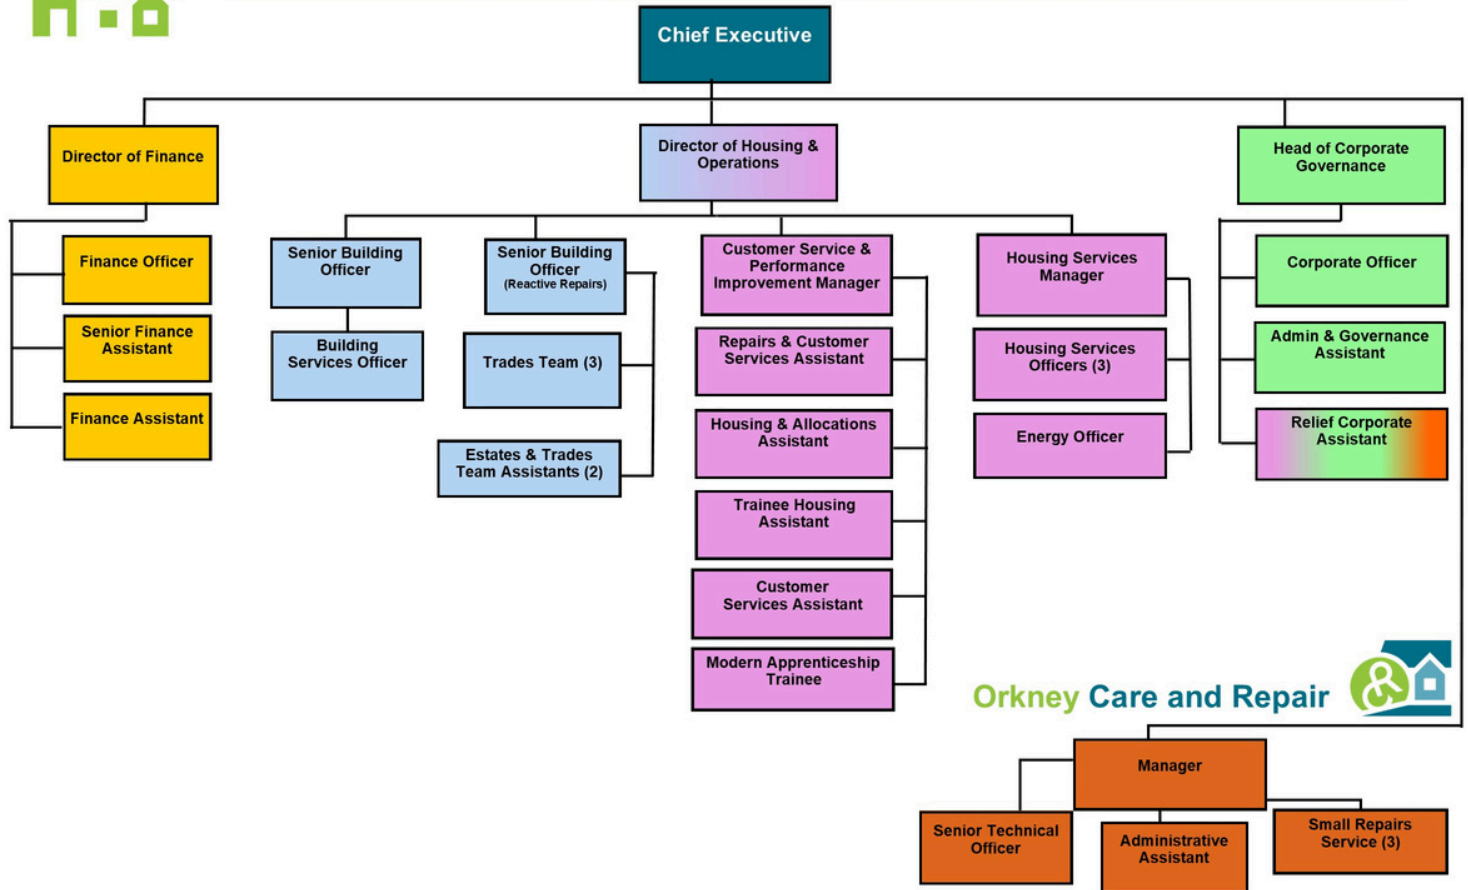 Chief Executive
Director of Finance
Director of Housing &
Operations
Head of Corporate
Governance
Finance Officer
Senior Finance
Assistant
Finance Assistant
Senior Building
Officer
Building
Services Officer
Senior Building
Officer
(Reactive Repairs)
Trades Team (3)
Estates & Trades
Team Assistants (2)
Customer Service &
Performance
Improvement Manager
Repairs & Customer
Services Assistant
Housing & Allocations
Assistant
Trainee Housing
Assistant
Customer
Services Assistant
Modern Apprenticeship
Trainee
Housing Services
Manager
Housing Services
Officers (3)
Energy Officer
Corporate Officer
Admin & Governance
Assistant
Relief Corporate
Assistant
Orkney Care and Repair
&
Manager
Senior Technical
Officer
Administrative
Assistant
Small Repairs
Service (3)